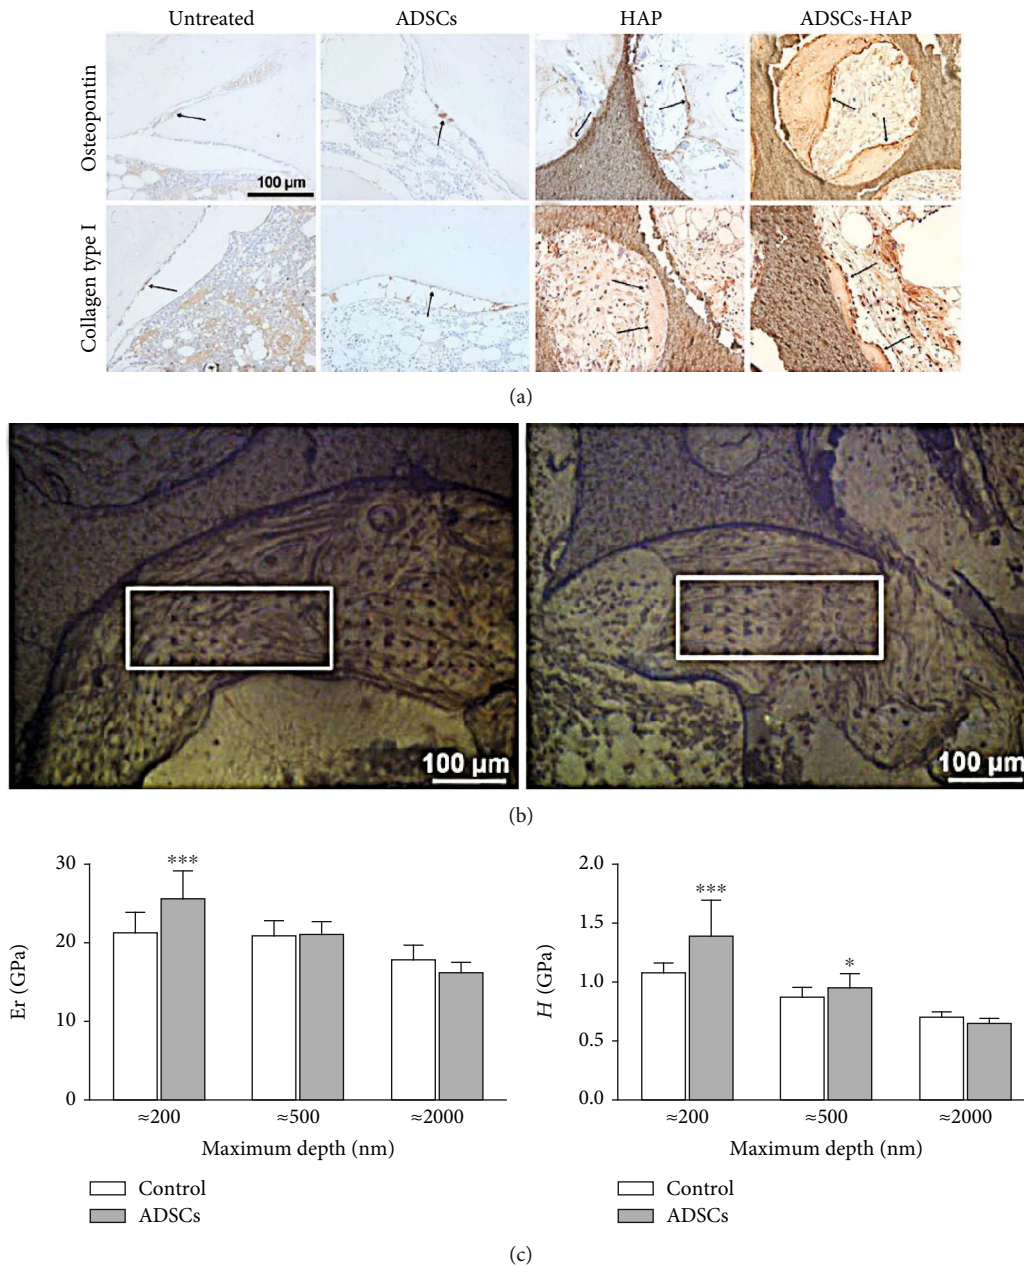 Untreated ADSCs HAP ADSCs-HAP
Osteopontin
100 μm
Collagen type I
(a)
100 μm
100 μm
(b)
30
20
10
0
Er (GPa)
***
≈200 ≈500 ≈2000
Maximum depth (nm)
Control
ADSCs
2.0
1.5
1.0
0.5
0.0
H (GPa)
***
*
≈200 ≈500 ≈2000
Maximum depth (nm)
Control
ADSCs
(c)